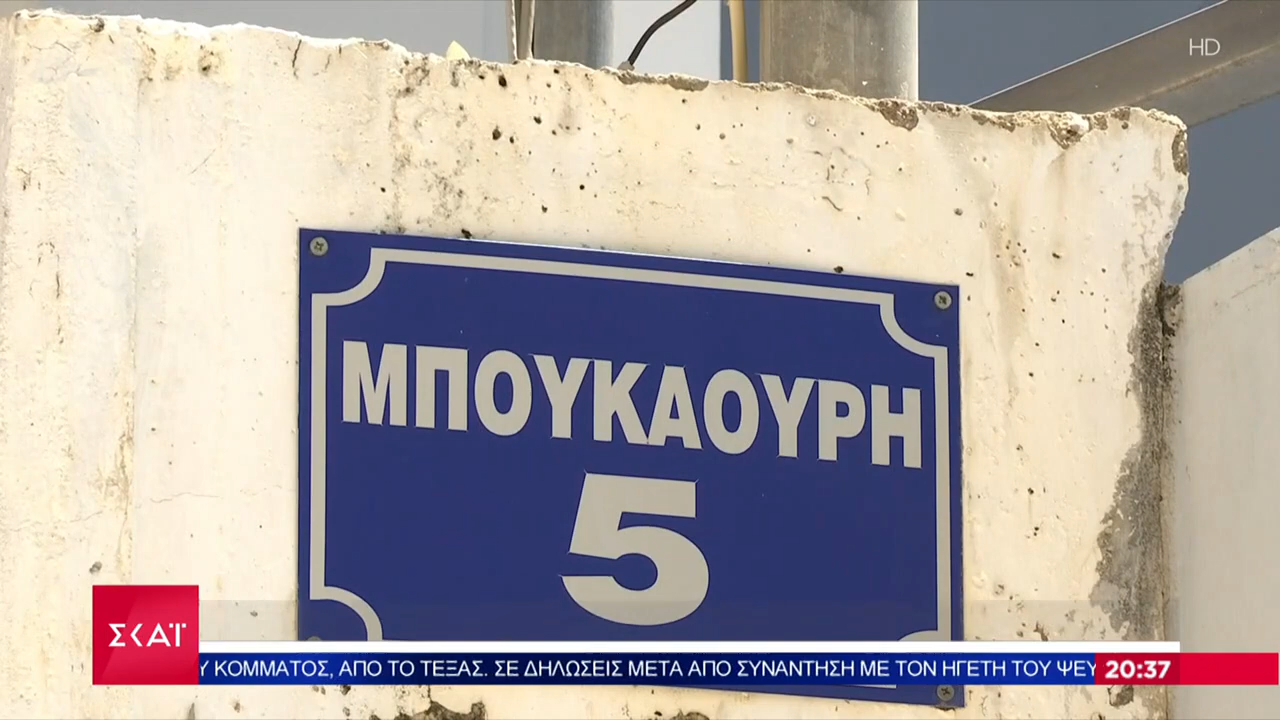 HD
ΜΠΟΥΚΑΟΥΡΗ
5
ΣΚΑΪ
Υ ΚΟΜΜΑΤΟΣ, ΑΠΟ ΤΟ ΤΕΞΑΣ. ΣΕ ΔΗΛΩΣΕΙΣ ΜΕΤΑ ΑΠΟ ΣΥΝΑΝΤΗΣΗ ΜΕ ΤΟΝ ΗΓΕΤΗ ΤΟΥ ΨΕΥ 20:37